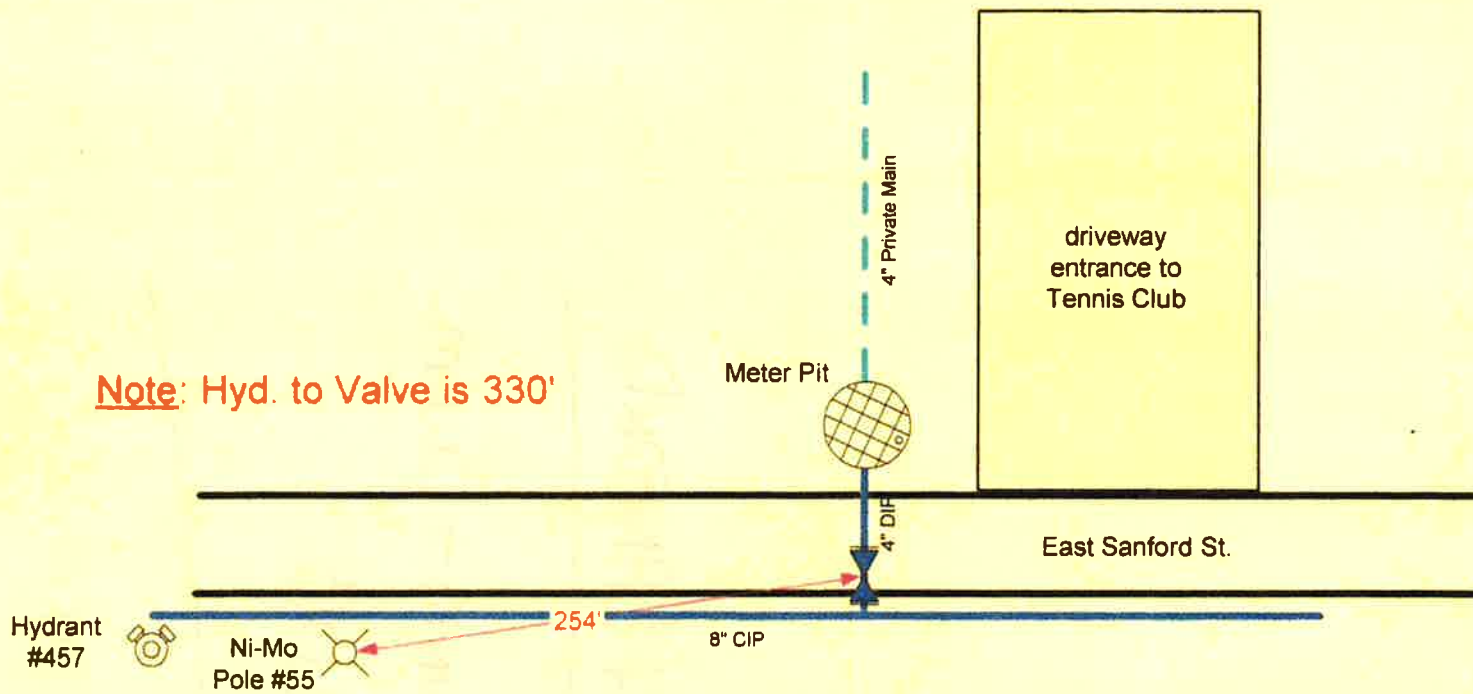 4" Private Main
driveway
entrance to
Tennis Club
Meter Pit
Note: Hyd. to Valve is 330'
4" DIP
East Sanford St.
254'
8" CIP
Hydrant
#457
Ni-Mo
Pole #55